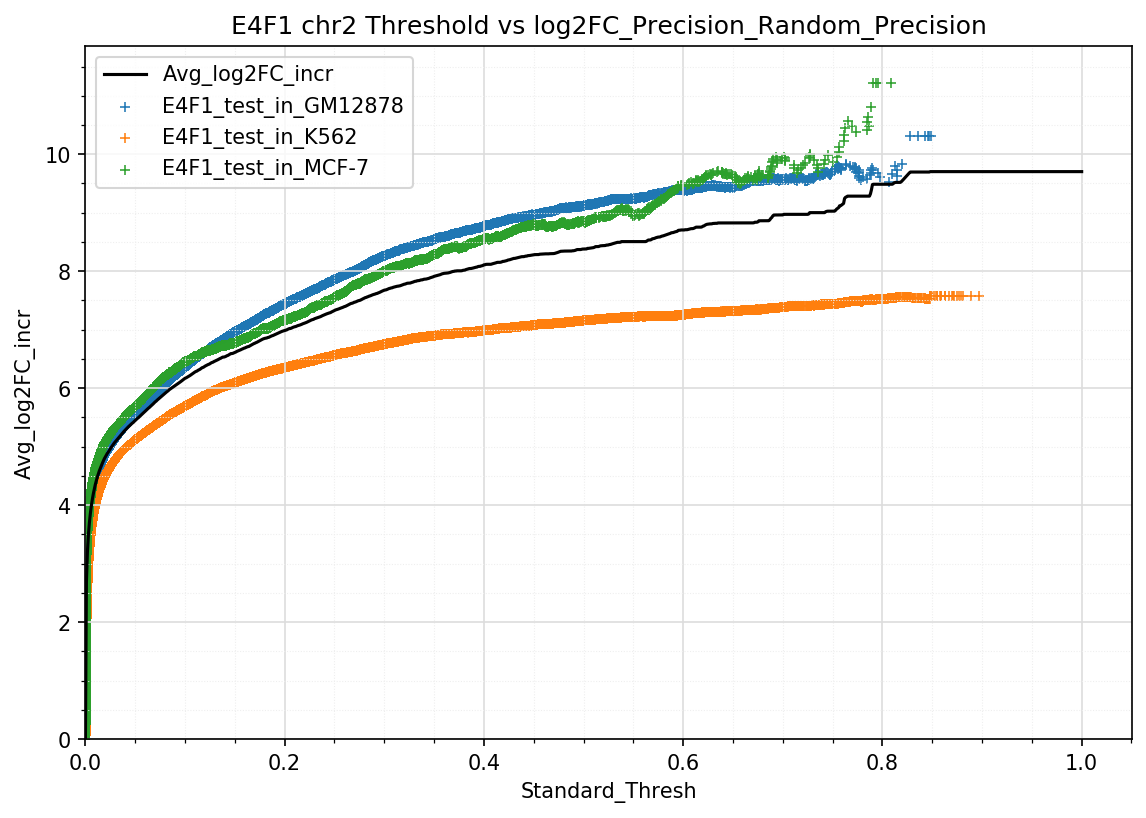 E4F1 chr2 Threshold vs log2FC_Precision_Random_Precision
Avg_log2FC_incr
E4F1_test_in_GM12878
E4F1_test_in_K562
E4F1_test_in_MCF-7
Avg_log2FC_incr
10
8
6
4
2
0
0.0 0.2 0.4 0.6 0.8 1.0
Standard_Thresh